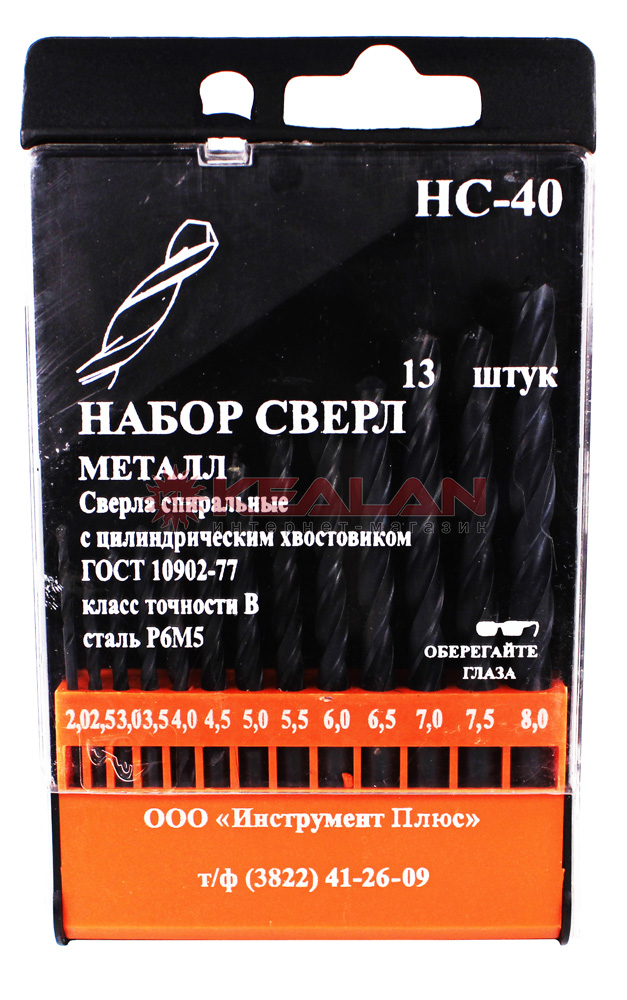 НС-40
13 штук
НАБОР СВЕРЛ
МЕТАЛЛ
KEALAN
интернет-магазин
Сверла спиральные
с цилиндрическим хвостовиком
ГОСТ 10902-77
класс точности В
сталь Р6М5
ОБЕРЕГАЙТЕ
ГЛАЗА
2,0 2,5 3,0 3,5 4,0 4,5 5,0 5,5 6,0 6,5 7,0 7,5 8,0
ООО «Инструмент Плюс»
т/ф (3822) 41-26-09